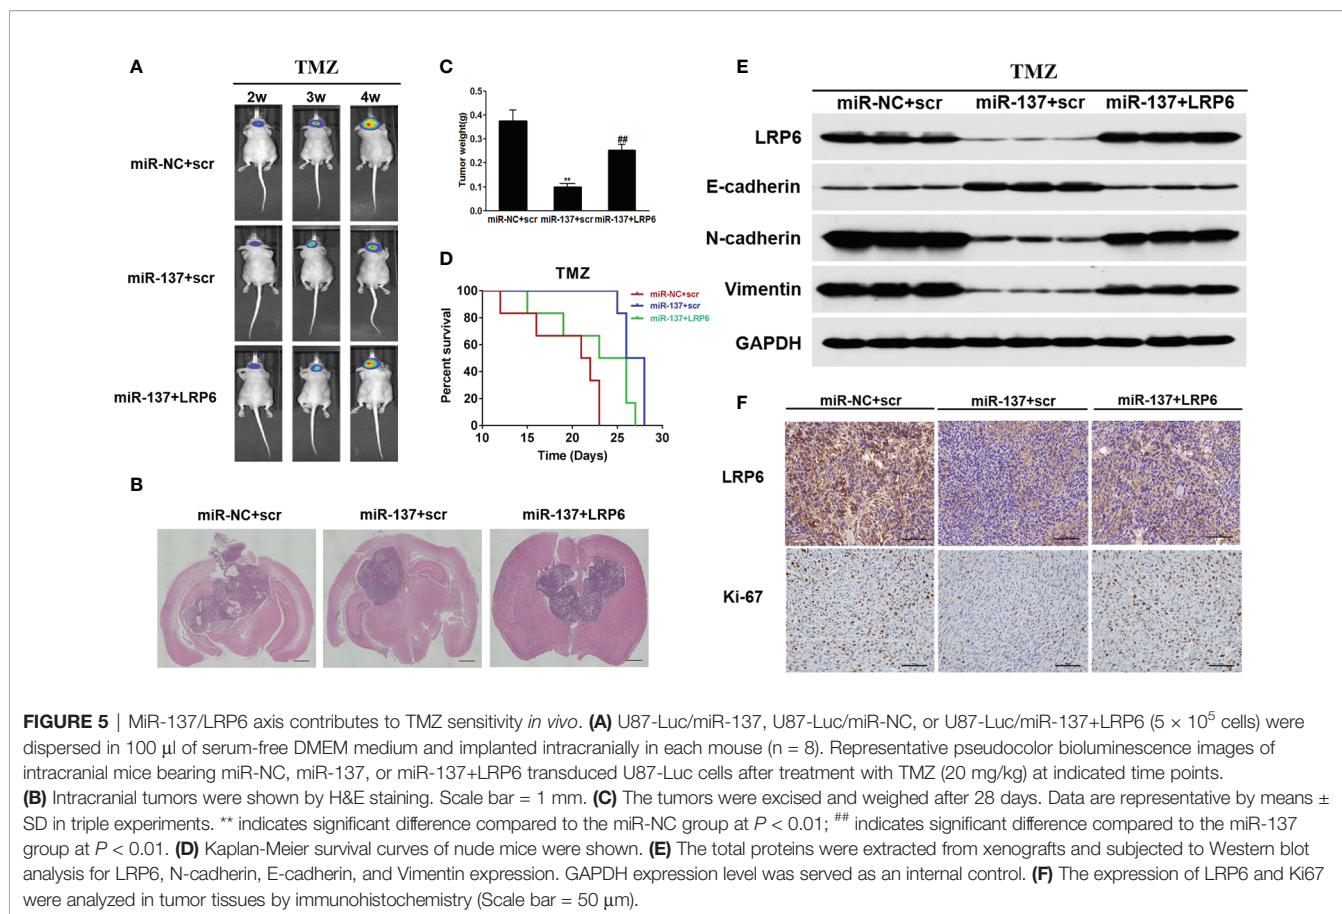 A
TMZ
2w 3w 4w
miR-NC+scr
miR-137+scr
miR-137+LRP6
B
miR-NC+scr miR-137+scr miR-137+LRP6
C
Tumor weight(g)
0.5
0.4
0.3
0.2
0.1
0.0
**
##
miR-NC+scr miR-137+scr miR-137+LRP6
D
TMZ
Percent survival
100
80
60
40
20
0
10 15 20 25 30
Time (Days)
miR-NC+scr
miR-137+scr
miR-137+LRP6
E
TMZ
miR-NC+scr miR-137+scr miR-137+LRP6
LRP6
E-cadherin
N-cadherin
Vimentin
GAPDH
F
miR-NC+scr miR-137+scr miR-137+LRP6
LRP6
Ki-67
FIGURE 5 | MiR-137/LRP6 axis contributes to TMZ sensitivity in vivo. (A) U87-Luc/miR-137, U87-Luc/miR-NC, or U87-Luc/miR-137+LRP6 (5 × 10⁵ cells) were
dispersed in 100 μl of serum-free DMEM medium and implanted intracranially in each mouse (n = 8). Representative pseudocolor bioluminescence images of
intracranial mice bearing miR-NC, miR-137, or miR-137+LRP6 transduced U87-Luc cells after treatment with TMZ (20 mg/kg) at indicated time points.
(B) Intracranial tumors were shown by H&E staining. Scale bar = 1 mm. (C) The tumors were excised and weighed after 28 days. Data are representative by means ±
SD in triple experiments. ** indicates significant difference compared to the miR-NC group at P < 0.01; ## indicates significant difference compared to the miR-137
group at P < 0.01. (D) Kaplan-Meier survival curves of nude mice were shown. (E) The total proteins were extracted from xenografts and subjected to Western blot
analysis for LRP6, N-cadherin, E-cadherin, and Vimentin expression. GAPDH expression level was served as an internal control. (F) The expression of LRP6 and Ki67
were analyzed in tumor tissues by immunohistochemistry (Scale bar = 50 μm).